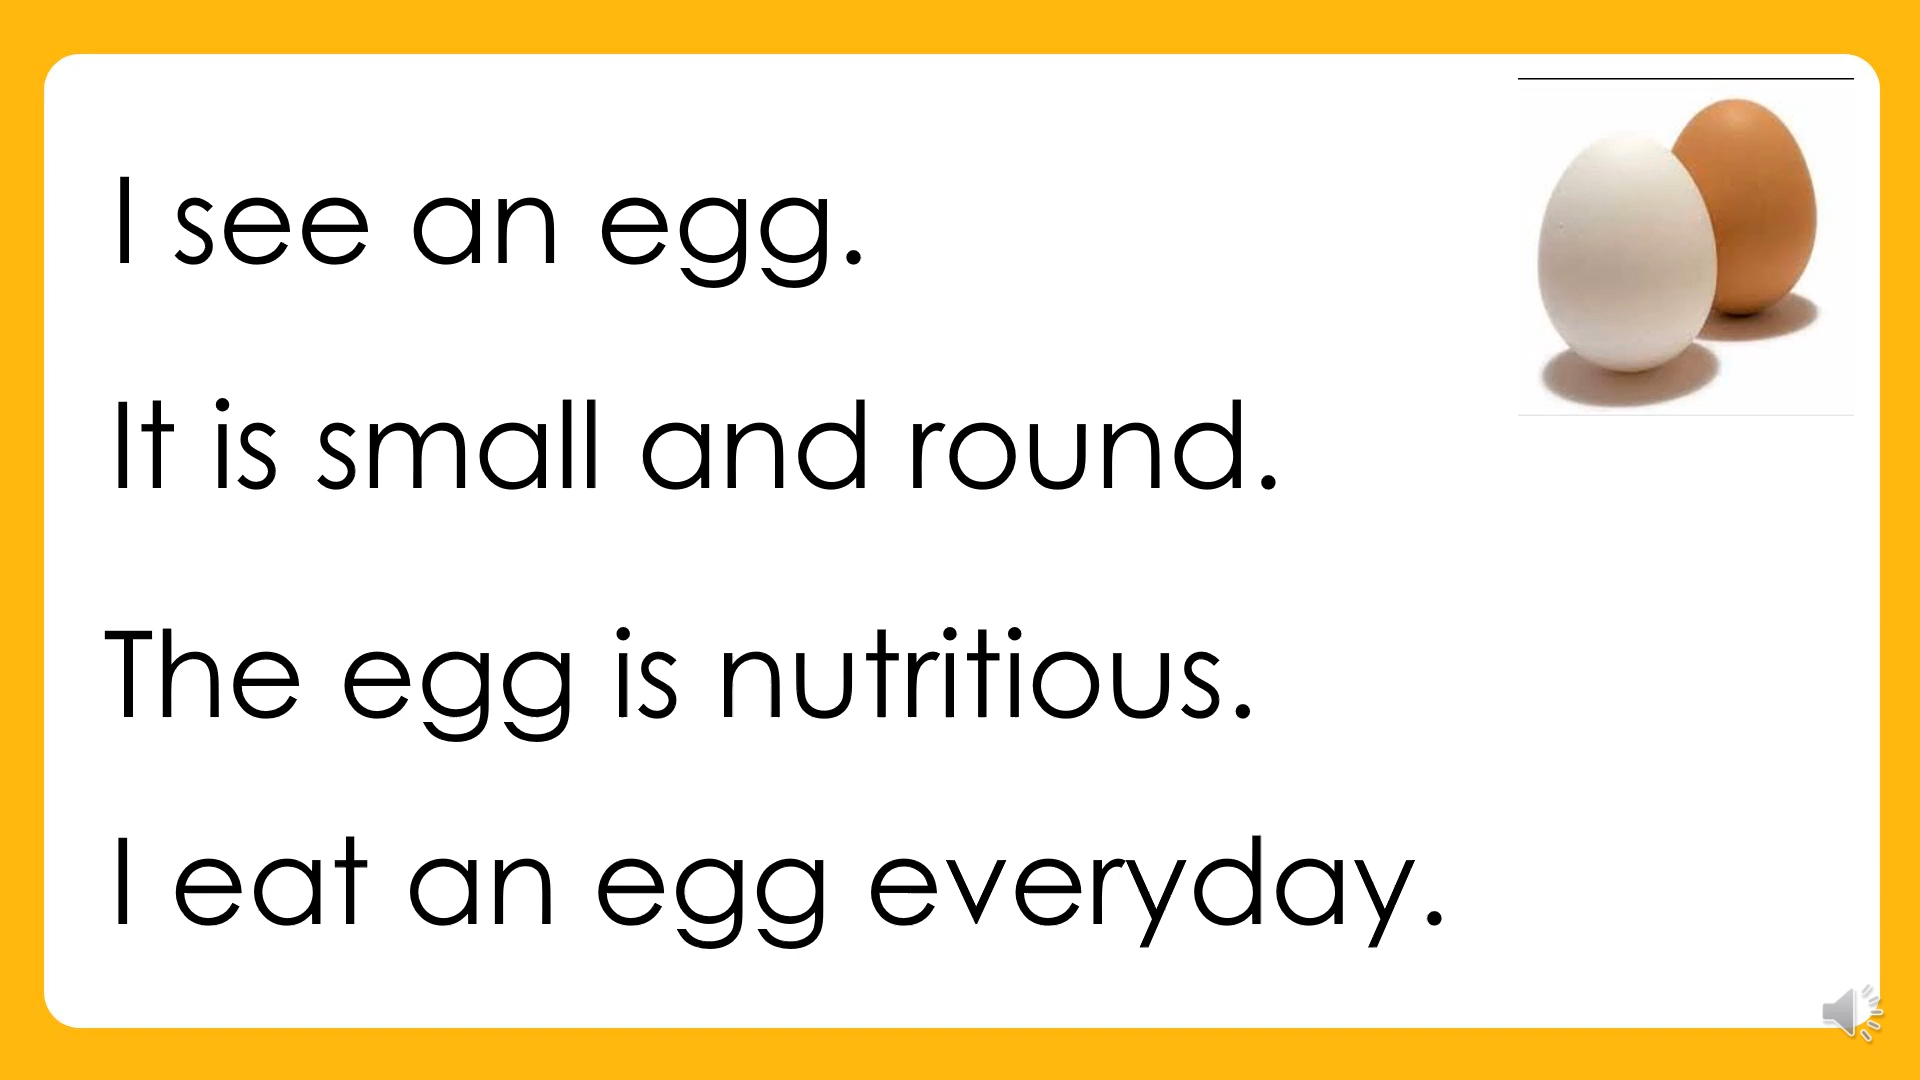 I see an egg.
It is small and round.
The egg is nutritious.
I eat an egg everyday.